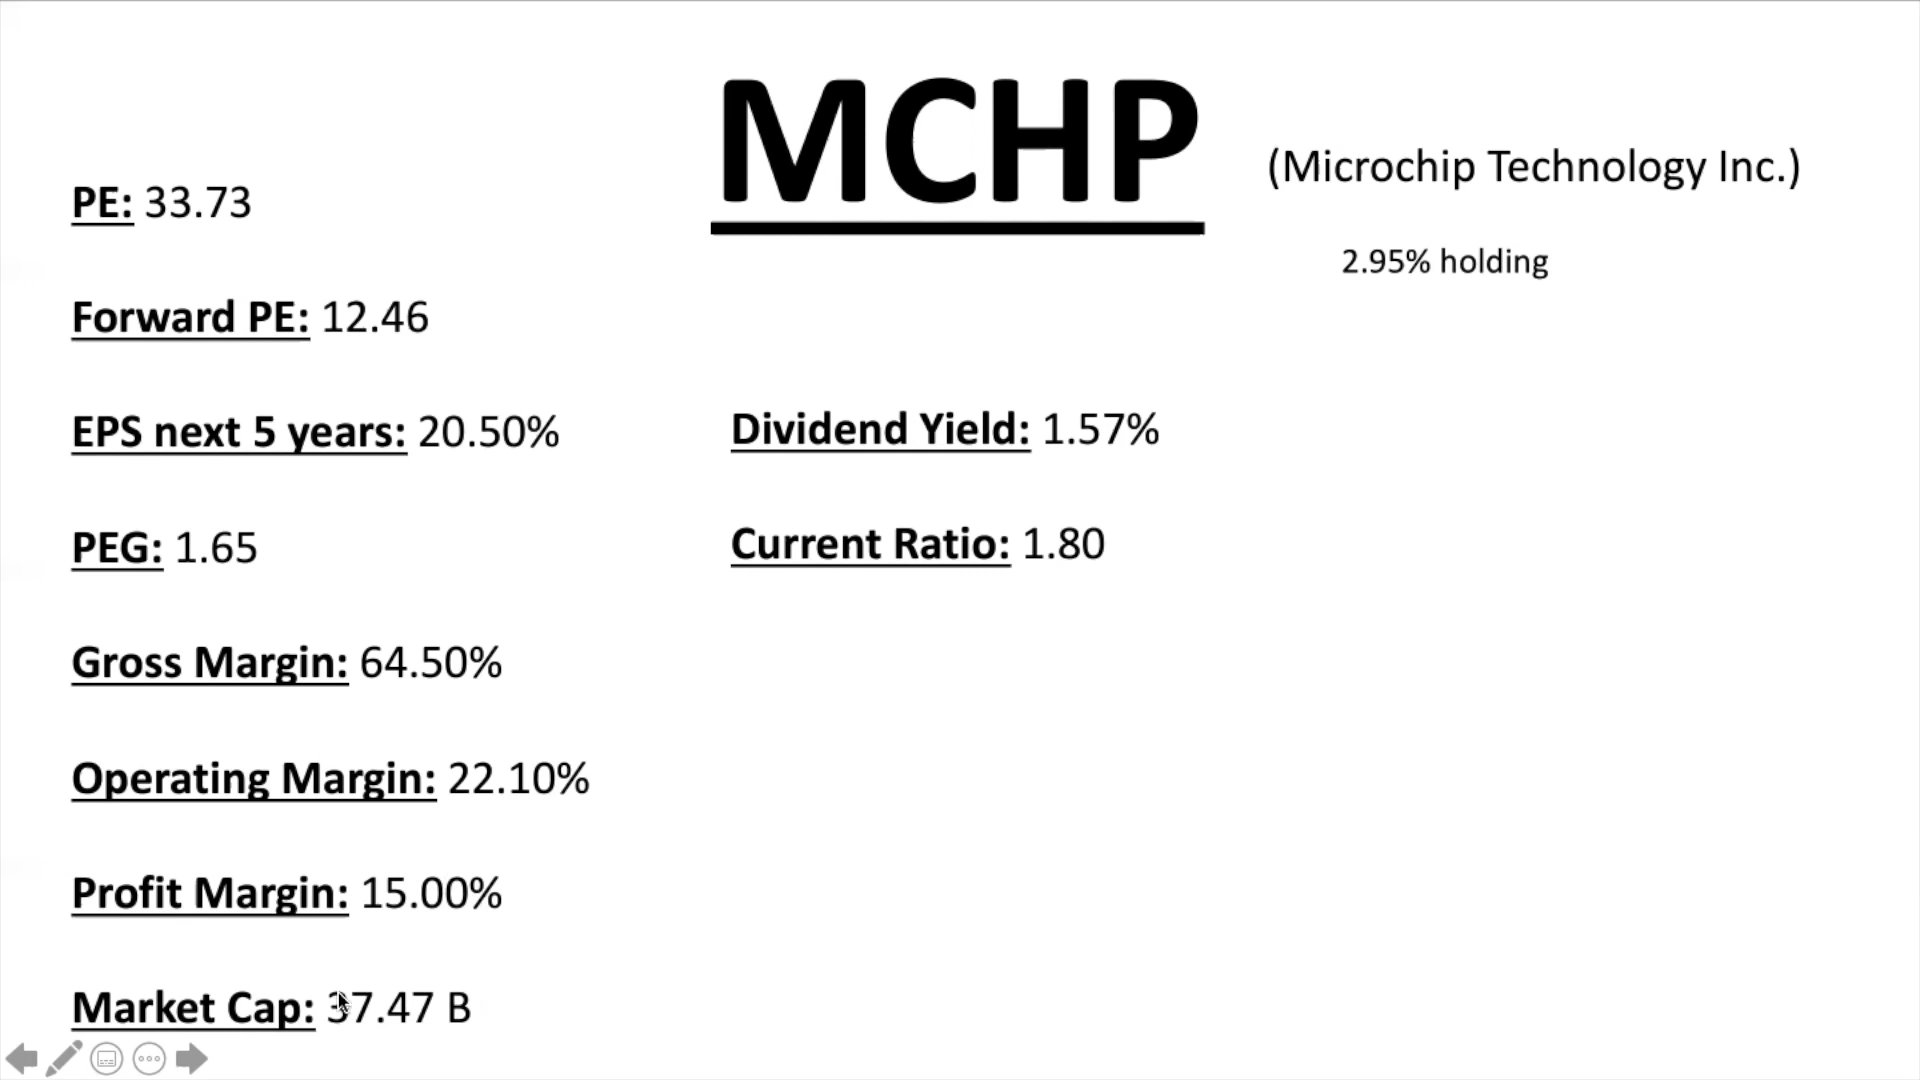 MCHP
(Microchip Technology Inc.)
2.95% holding
PE: 33.73
Forward PE: 12.46
EPS next 5 years: 20.50%
PEG: 1.65
Gross Margin: 64.50%
Operating Margin: 22.10%
Profit Margin: 15.00%
Market Cap: 37.47 B
Dividend Yield: 1.57%
Current Ratio: 1.80